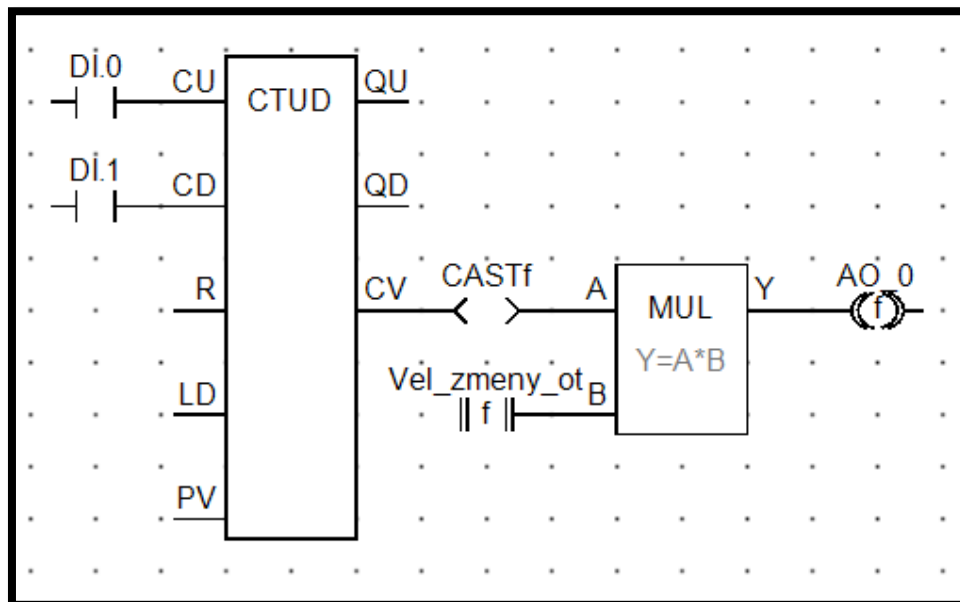 DI.0
CU
CTUD
QU
DI.1
CD
QD
R
CV
CASTf
A
MUL
Y
AO_0
f
Y=A*B
LD
Vel_zmeny_ot
f
B
PV